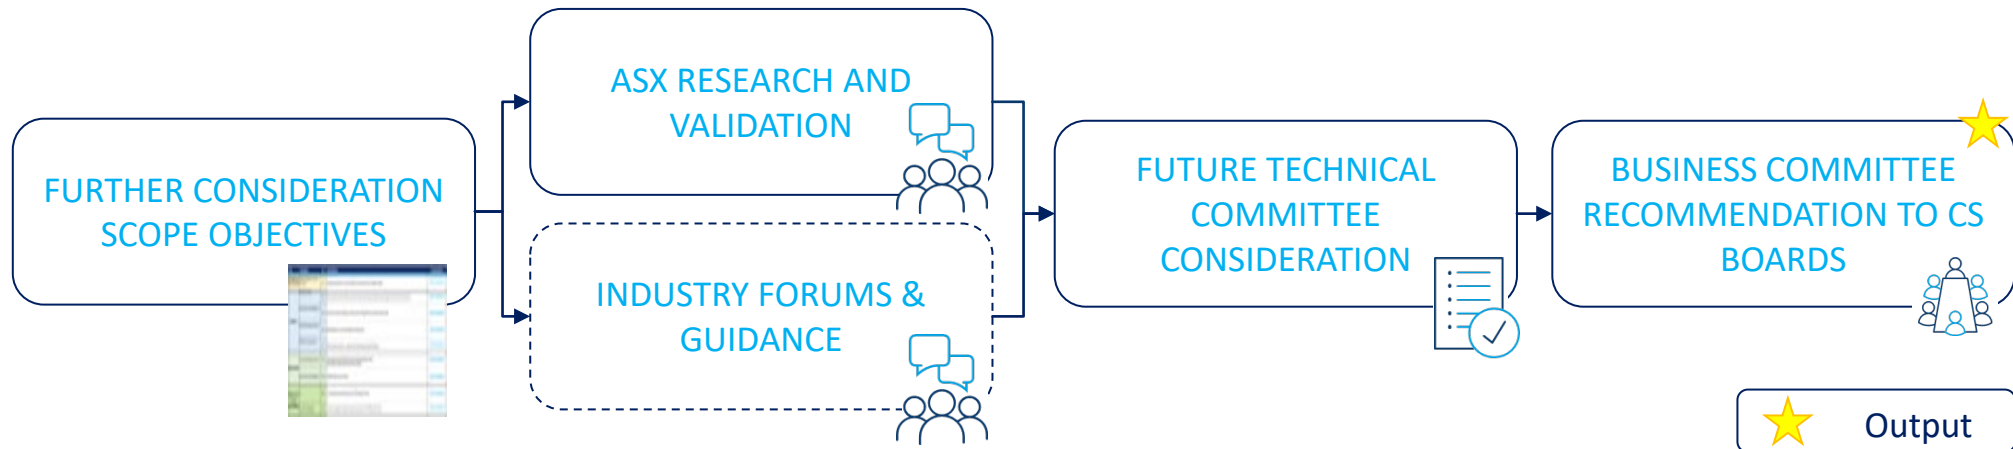 FURTHER CONSIDERATION
SCOPE OBJECTIVES
ASX RESEARCH AND
VALIDATION
INDUSTRY FORUMS &
GUIDANCE
FUTURE TECHNICAL
COMMITTEE
CONSIDERATION
BUSINESS COMMITTEE
RECOMMENDATION TO CS
BOARDS
Output